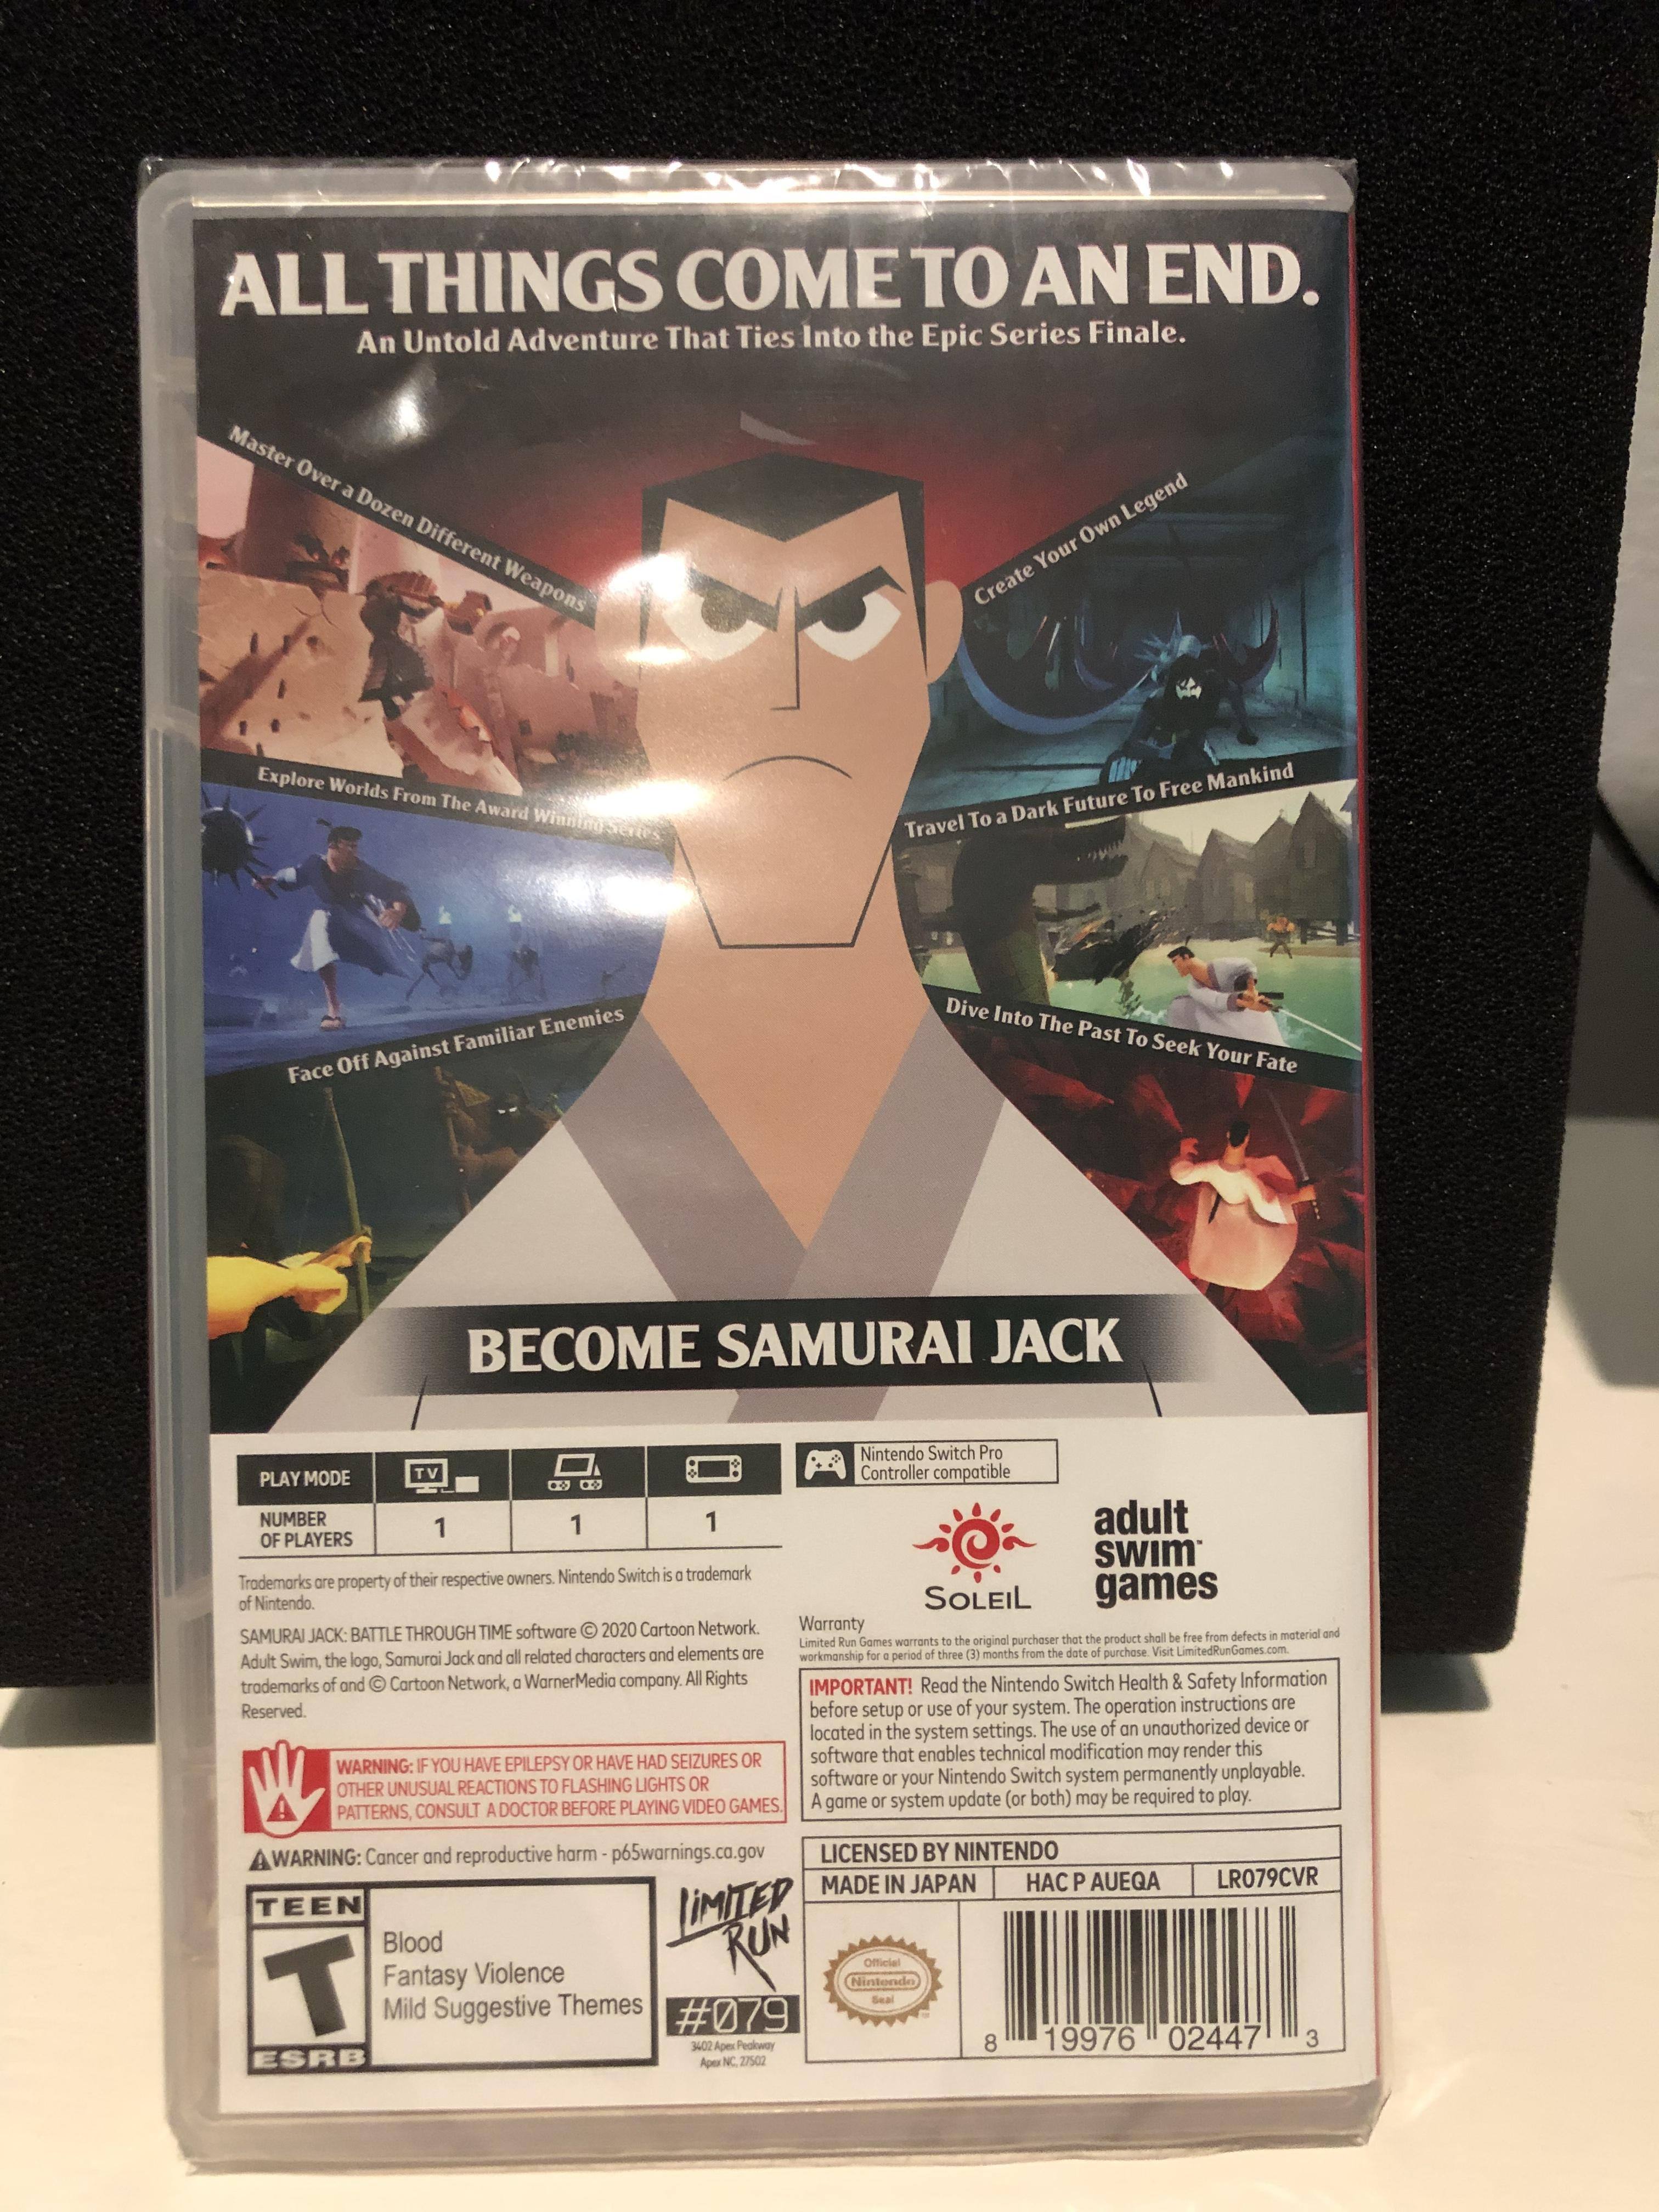 ALL THINGS COME TO AN END.
An Untold Adventure That Ties Into the Epic Series Finale.
Master Over a Dozen Different Weapons
Create Your Own Legend
Explore Worlds From The Award Winning Series
Travel To a Dark Future To Free Mankind
Face Off Against Familiar Enemies
Dive Into The Past To Seek Your Fate
BECOME SAMURAI JACK
PLAY MODE
TV
NUMBER
OF PLAYERS
1
1
1
Nintendo Switch Pro
Controller compatible
SOLEIL
adult
swim™
games
Trademarks are property of their respective owners. Nintendo Switch is a trademark
of Nintendo.
SAMURAI JACK: BATTLE THROUGH TIME software © 2020 Cartoon Network.
Adult Swim, the logo, Samurai Jack and all related characters and elements are
trademarks of and © Cartoon Network, a WarnerMedia company. All Rights
Reserved.
Warranty
Limited Run Games warrants to the original purchaser that the product shall be free from defects in material and
workmanship for a period of three (3) months from the date of purchase. Visit LimitedRunGames.com.
IMPORTANT! Read the Nintendo Switch Health & Safety Information
before setup or use of your system. The operation instructions are
located in the system settings. The use of an unauthorized device or
software that enables technical modification may render this
software or your Nintendo Switch system permanently unplayable.
A game or system update (or both) may be required to play.
WARNING: IF YOU HAVE EPILEPSY OR HAVE HAD SEIZURES OR
OTHER UNUSUAL REACTIONS TO FLASHING LIGHTS OR
PATTERNS, CONSULT A DOCTOR BEFORE PLAYING VIDEO GAMES.
WARNING: Cancer and reproductive harm - p65warnings.ca.gov
TEEN
T
ESRB
Blood
Fantasy Violence
Mild Suggestive Themes
LIMITED
RUN
#079
3402 Apex Peakway
Apex NC, 27502
LICENSED BY NINTENDO
MADE IN JAPAN
HAC P AUEQA
LR079CVR
Official
Nintendo
Seal
8 19976 02447 3